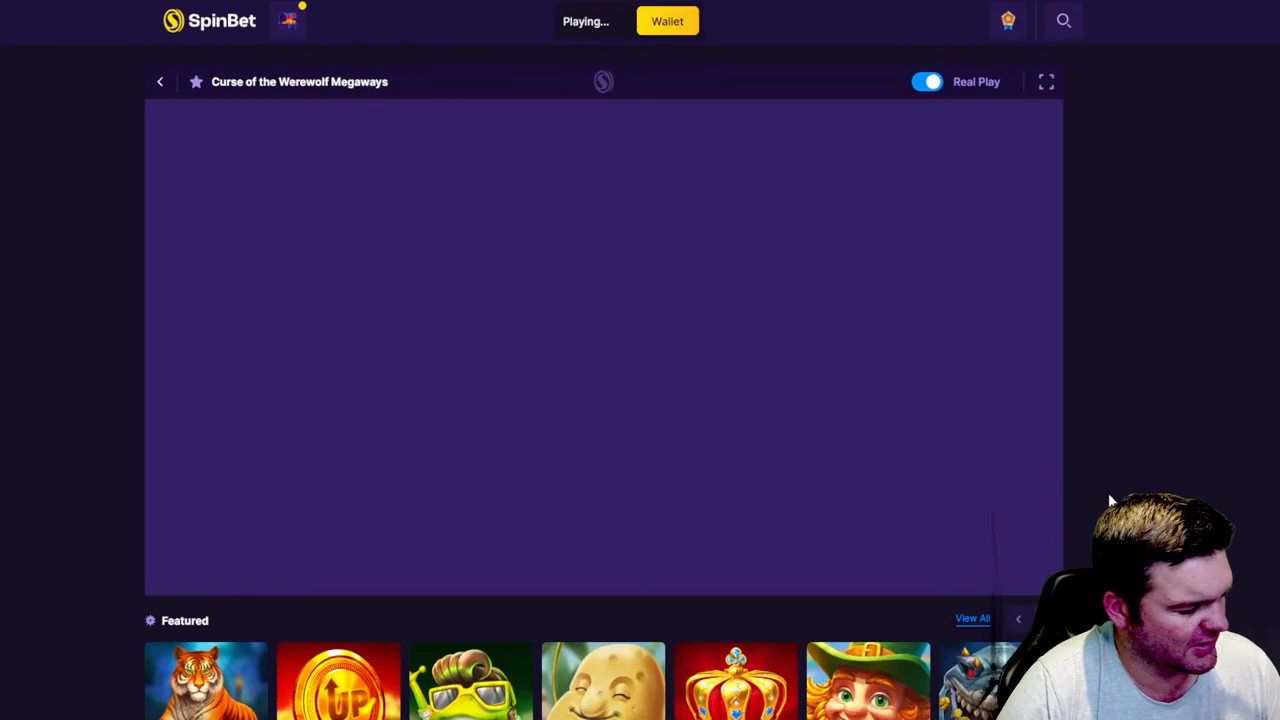 SpinBet
Playing...
Wallet
Curse of the Werewolf Megaways
Real Play
Featured
View All
UP